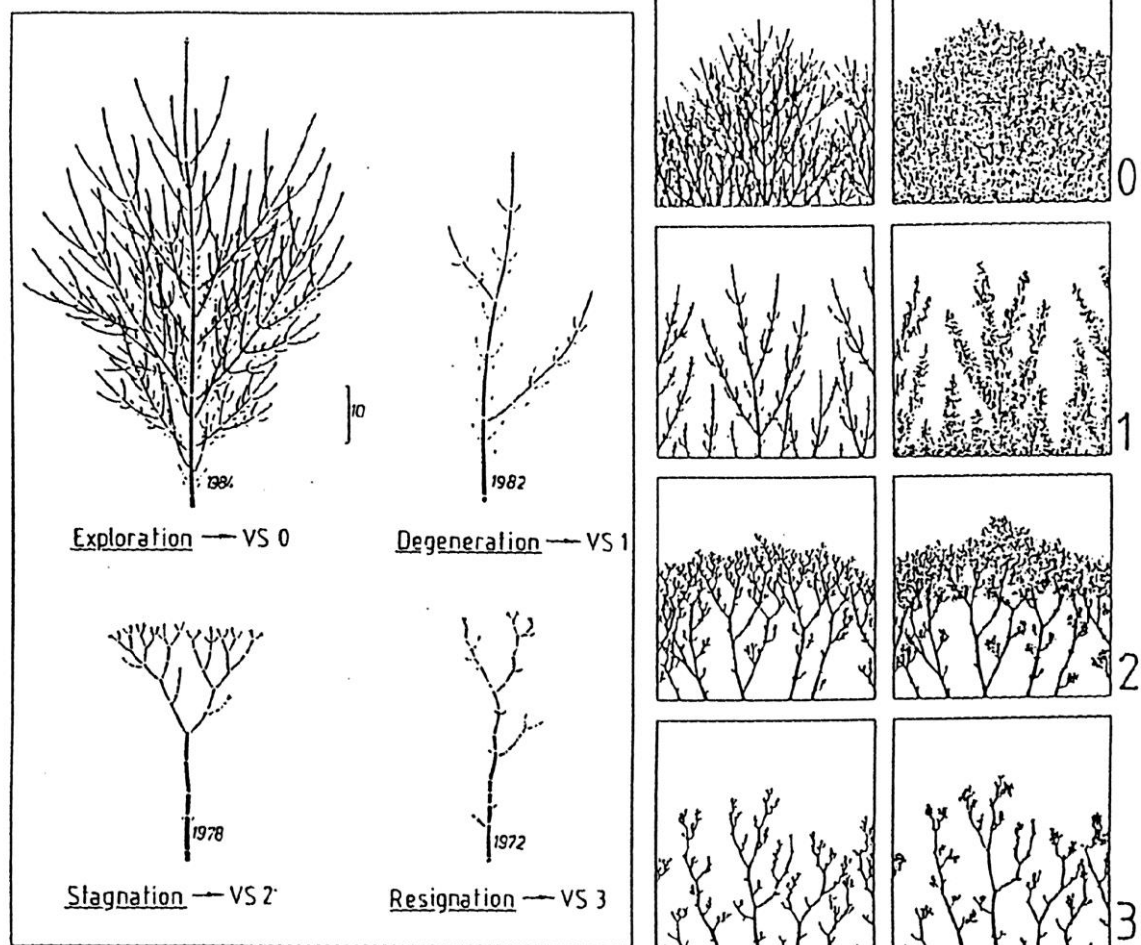 10
1984
1982
Exploration → VS 0
Degeneration → VS 1
1978
1972
Stagnation → VS 2
Resignation → VS 3
0
1
2
3